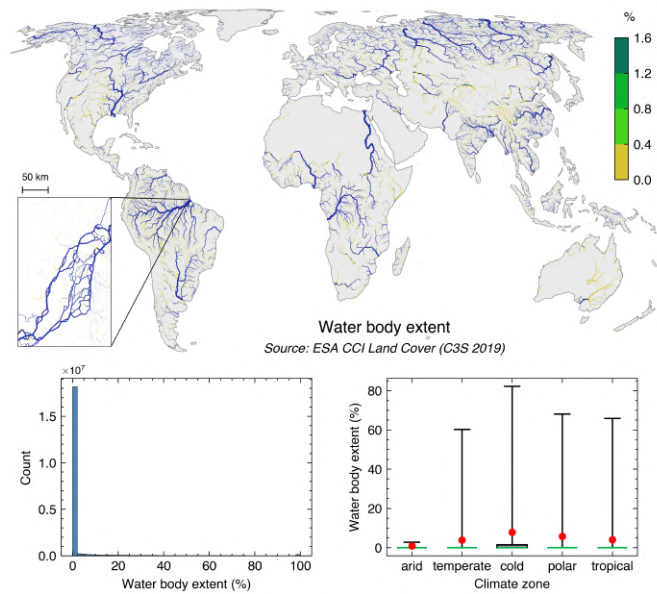 %
1.6
1.2
0.8
0.4
0.0
50 km
Water body extent
Source: ESA CCI Land Cover (C3S 2019)
×10⁷
1.5
1.0
0.5
0.0
Count
0 20 40 60 80 100
Water body extent (%)
80
60
40
20
0
Water body extent (%)
arid temperate cold polar tropical
Climate zone